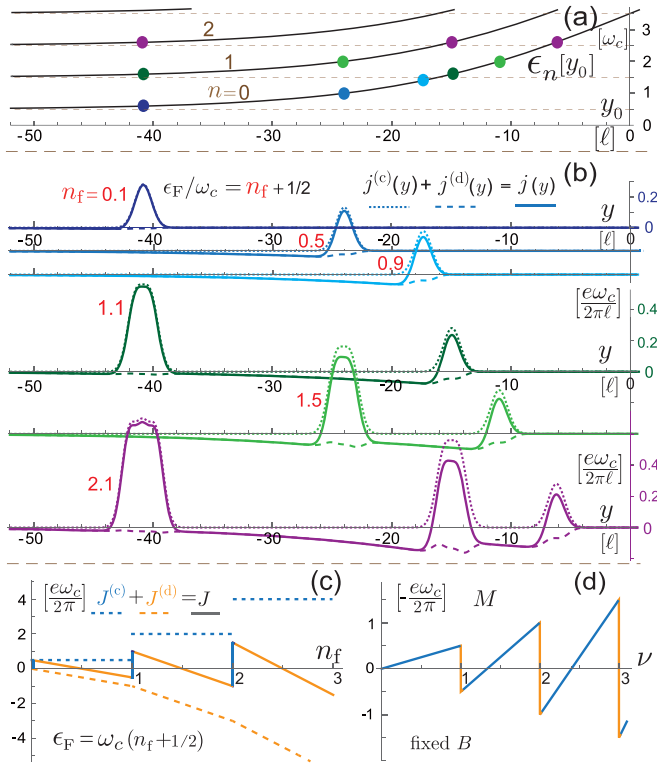 (a)
2
3
[ω_c]
1
2
ϵ_n[y_0]
n=0
1
y_0
-50 -40 -30 -20 -10 0
[ℓ]
(b)
n_f = 0.1
ϵ_F/ω_c = n_f + 1/2
j^(c)(y) + j^(d)(y) = j(y)
0.2
y
0
-50 -40 -30 -20 -10 0
[ℓ]
0.5
0.9
[eω_c/2πℓ]
1.1
0.4
0.2
y
0
-50 -40 -30 -20 -10
[ℓ]
1.5
[eω_c/2πℓ]
2.1
0.4
0.2
y
0
-50 -40 -30 -20 -10
[ℓ]
(c)
[eω_c/2π] J^(c) + J^(d) = J
4
2
n_f
0
1 2 3
-2
-4
ϵ_F = ω_c(n_f + 1/2)
(d)
[-eω_c/2π] M
1
ν
0
1 2 3
-1
fixed B